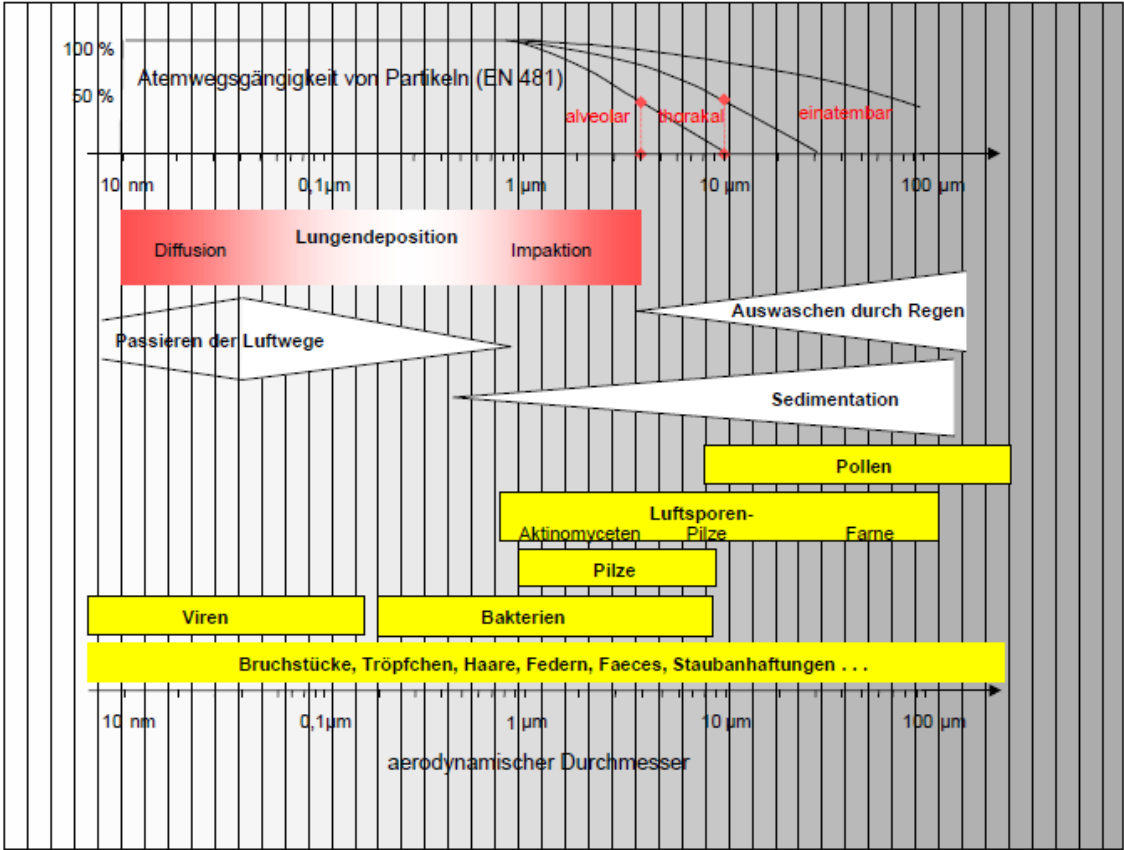 100 %
Atemwegsgängigkeit von Partikeln (EN 481)
50 %
alveolar thorakal einatembar
10 nm 0,1µm 1 µm 10 µm 100 µm
Lungendeposition
Diffusion Impaktion
Auswaschen durch Regen
Passieren der Luftwege
Sedimentation
Pollen
Luftsporen-
Aktinomyceten Pilze Farne
Pilze
Viren Bakterien
Bruchstücke, Tröpfchen, Haare, Federn, Faeces, Staubanhaftungen . . .
10 nm 0,1µm 1 µm 10 µm 100 µm
aerodynamischer Durchmesser